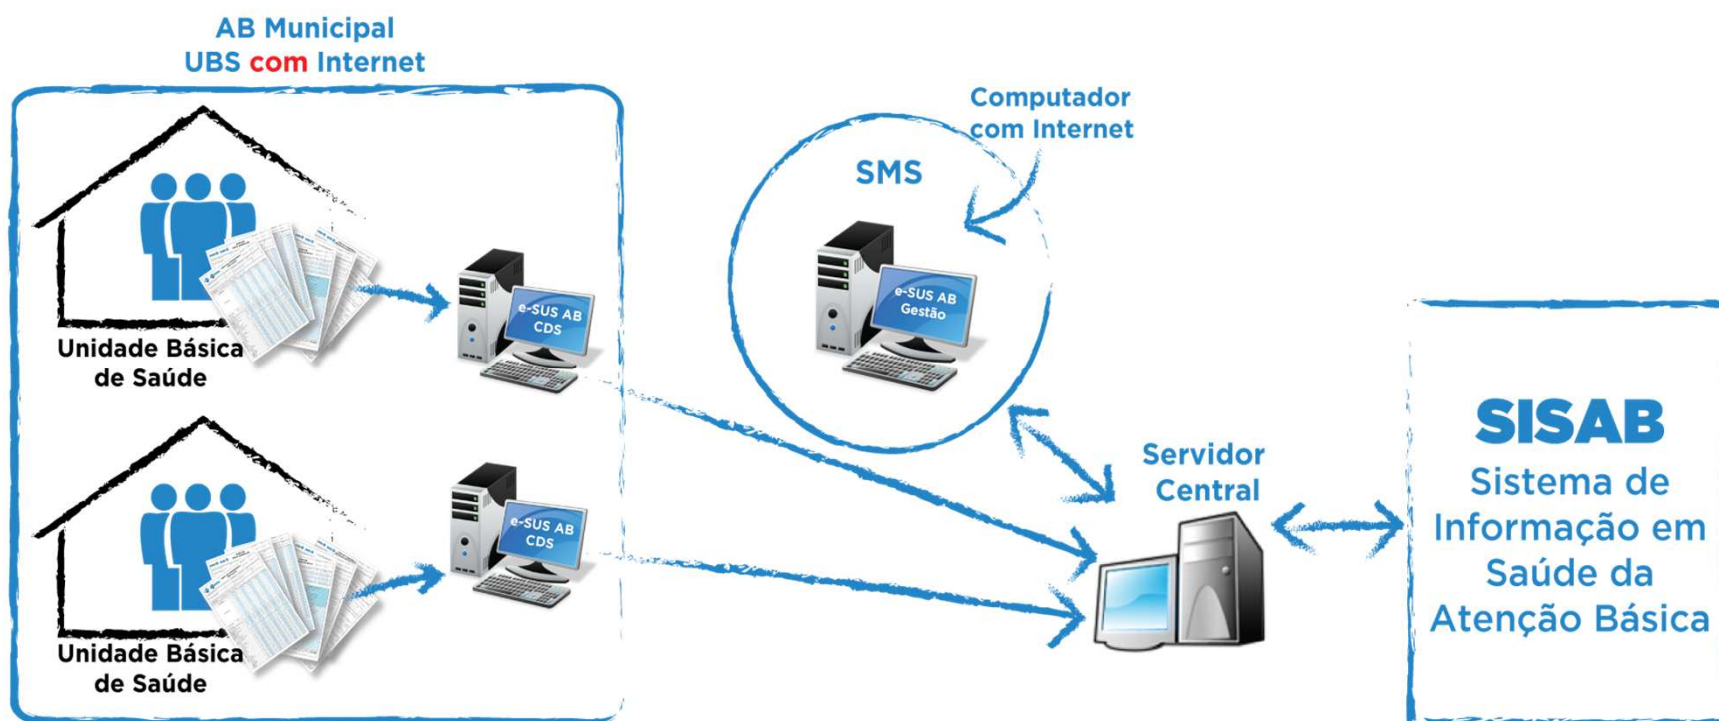 AB Municipal
UBS com Internet
Unidade Básica
de Saúde
e-SUS AB
CDS
Unidade Básica
de Saúde
e-SUS AB
CDS
Computador
com Internet
SMS
e-SUS AB
Gestão
Servidor
Central
SISAB
Sistema de
Informação em
Saúde da
Atenção Básica